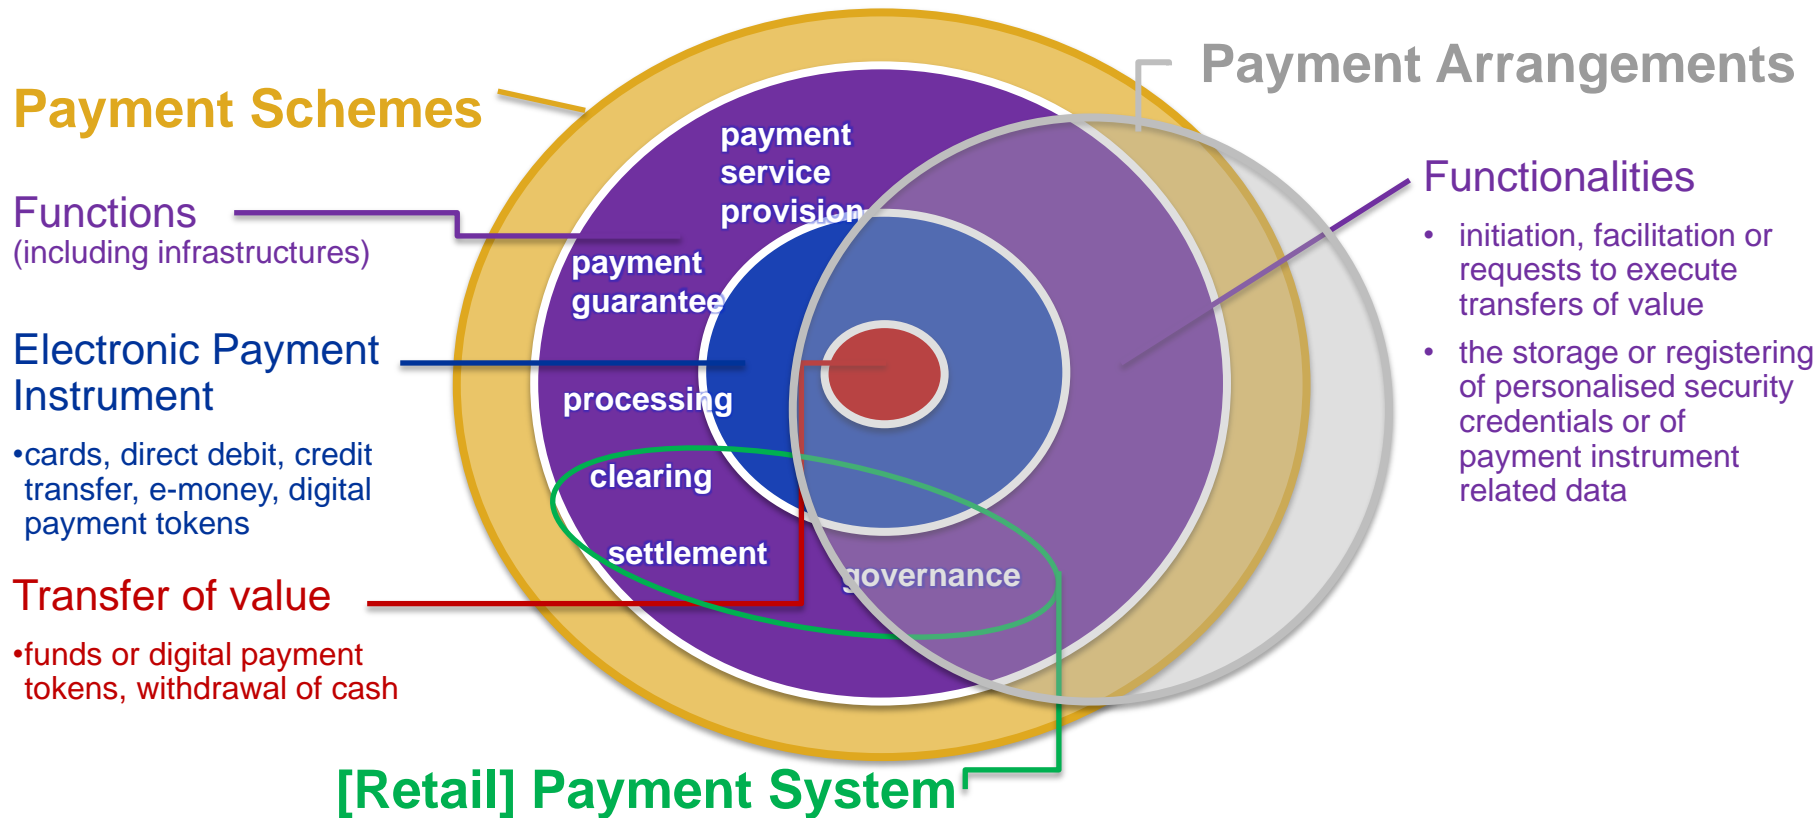 Payment Schemes
Functions
(including infrastructures)
Electronic Payment
Instrument
•cards, direct debit, credit
transfer, e-money, digital
payment tokens
Transfer of value
•funds or digital payment
tokens, withdrawal of cash
payment
service
provision
payment
guarantee
processing
clearing
settlement
governance
[Retail] Payment System
Payment Arrangements
Functionalities
• initiation, facilitation or
requests to execute
transfers of value
• the storage or registering
of personalised security
credentials or of
payment instrument
related data